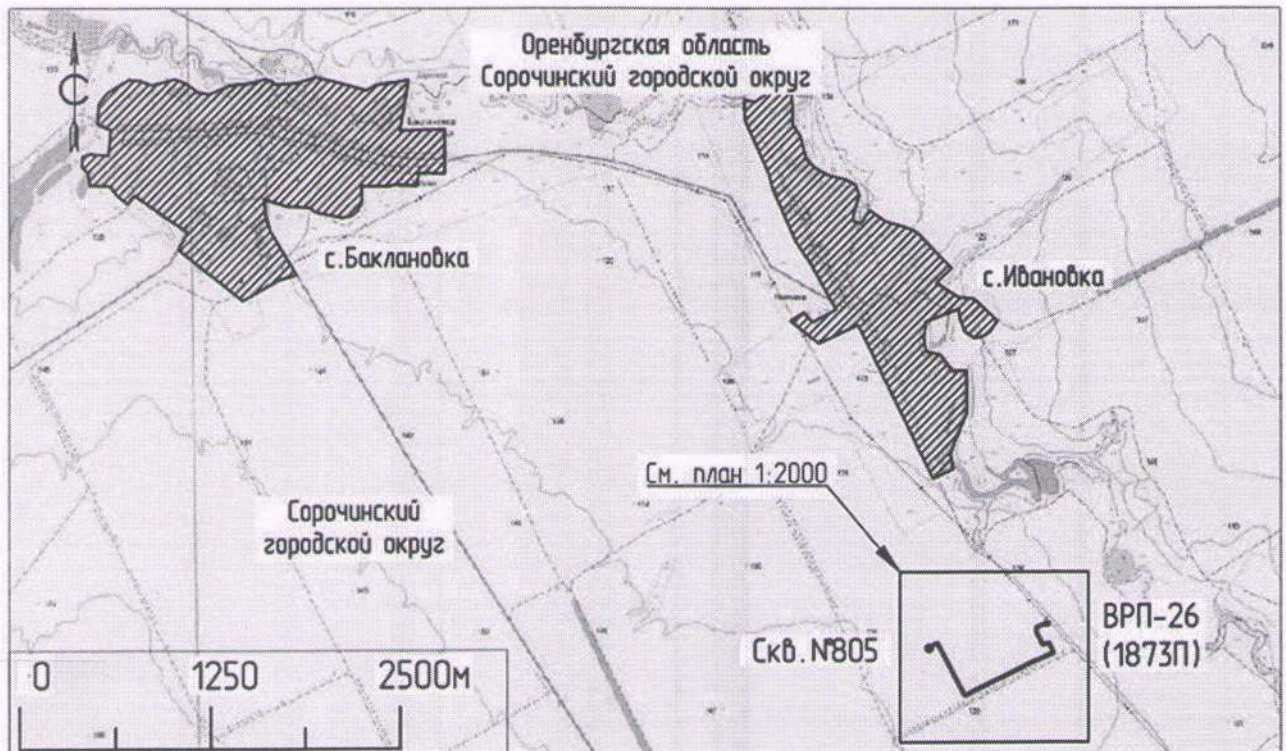 Оренбургская область
Сорочинский городской округ
С
с.Баклановка
с.Ивановка
См. план 1:2000
Сорочинский
городской округ
ВРП-26
(1873П)
Скв.№805
0 1250 2500м